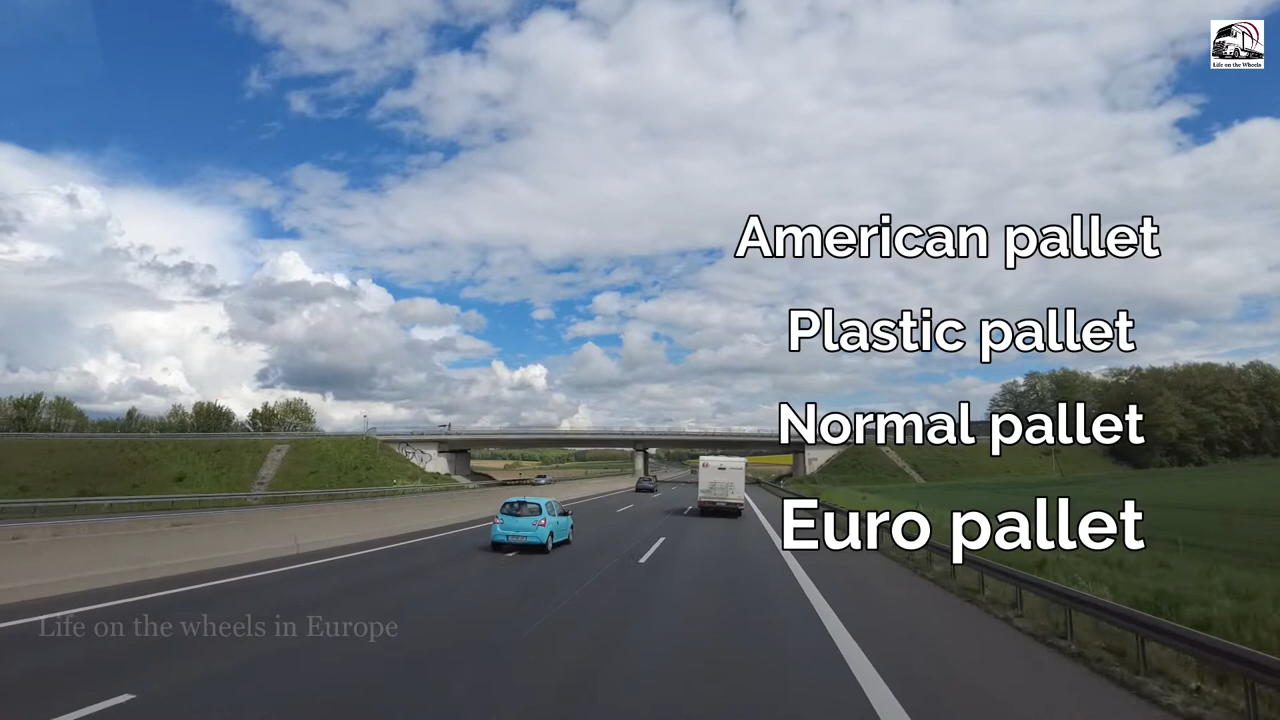 Life on the Wheels
American pallet
Plastic pallet
Normal pallet
Euro pallet
Life on the wheels in Europe